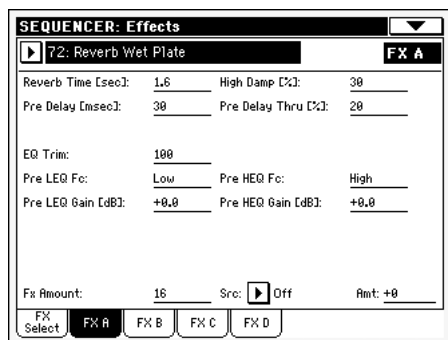 SEQUENCER: Effects
72: Reverb Wet Plate FX A
Reverb Time [sec]: 1.6 High Damp [%]: 30
Pre Delay [msec]: 30 Pre Delay Thru [%]: 20
EQ Trim: 100
Pre LEQ Fc: Low Pre HEQ Fc: High
Pre LEQ Gain [dB]: +0.0 Pre HEQ Gain [dB]: +0.0
Fx Amount: 16 Src: Off Amt: +0
FX Select FX A FX B FX C FX D